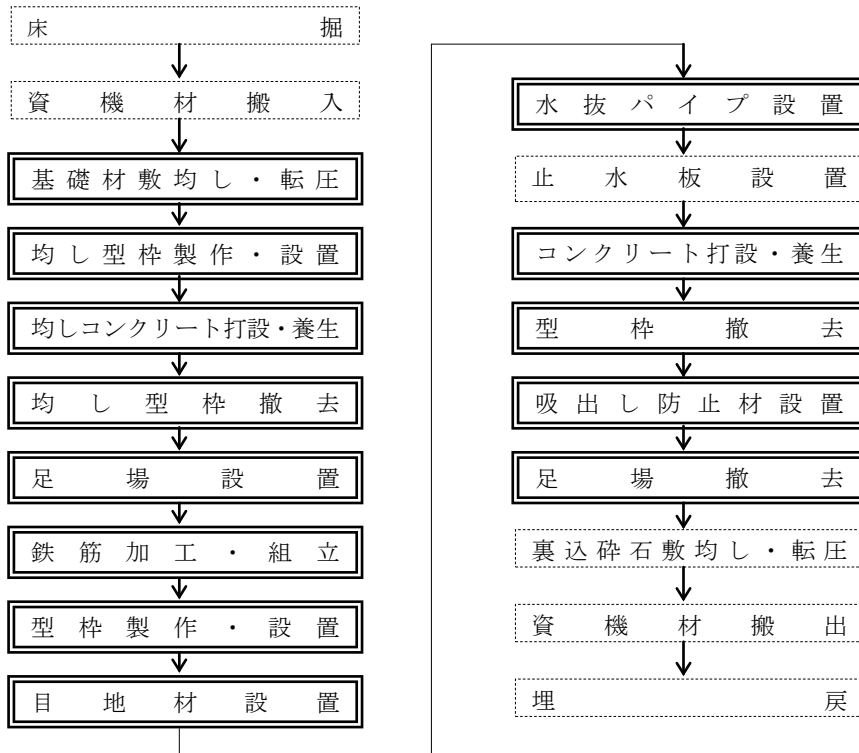 床掘
資機材搬入
基礎材敷均し・転圧
均し型枠製作・設置
均しコンクリート打設・養生
均し型枠撤去
足場設置
鉄筋加工・組立
型枠製作・設置
目地材設置
水抜パイプ設置
止水板設置
コンクリート打設・養生
型枠撤去
吸出し防止材設置
足場撤去
裏込砕石敷均し・転圧
資機材搬出
埋戻